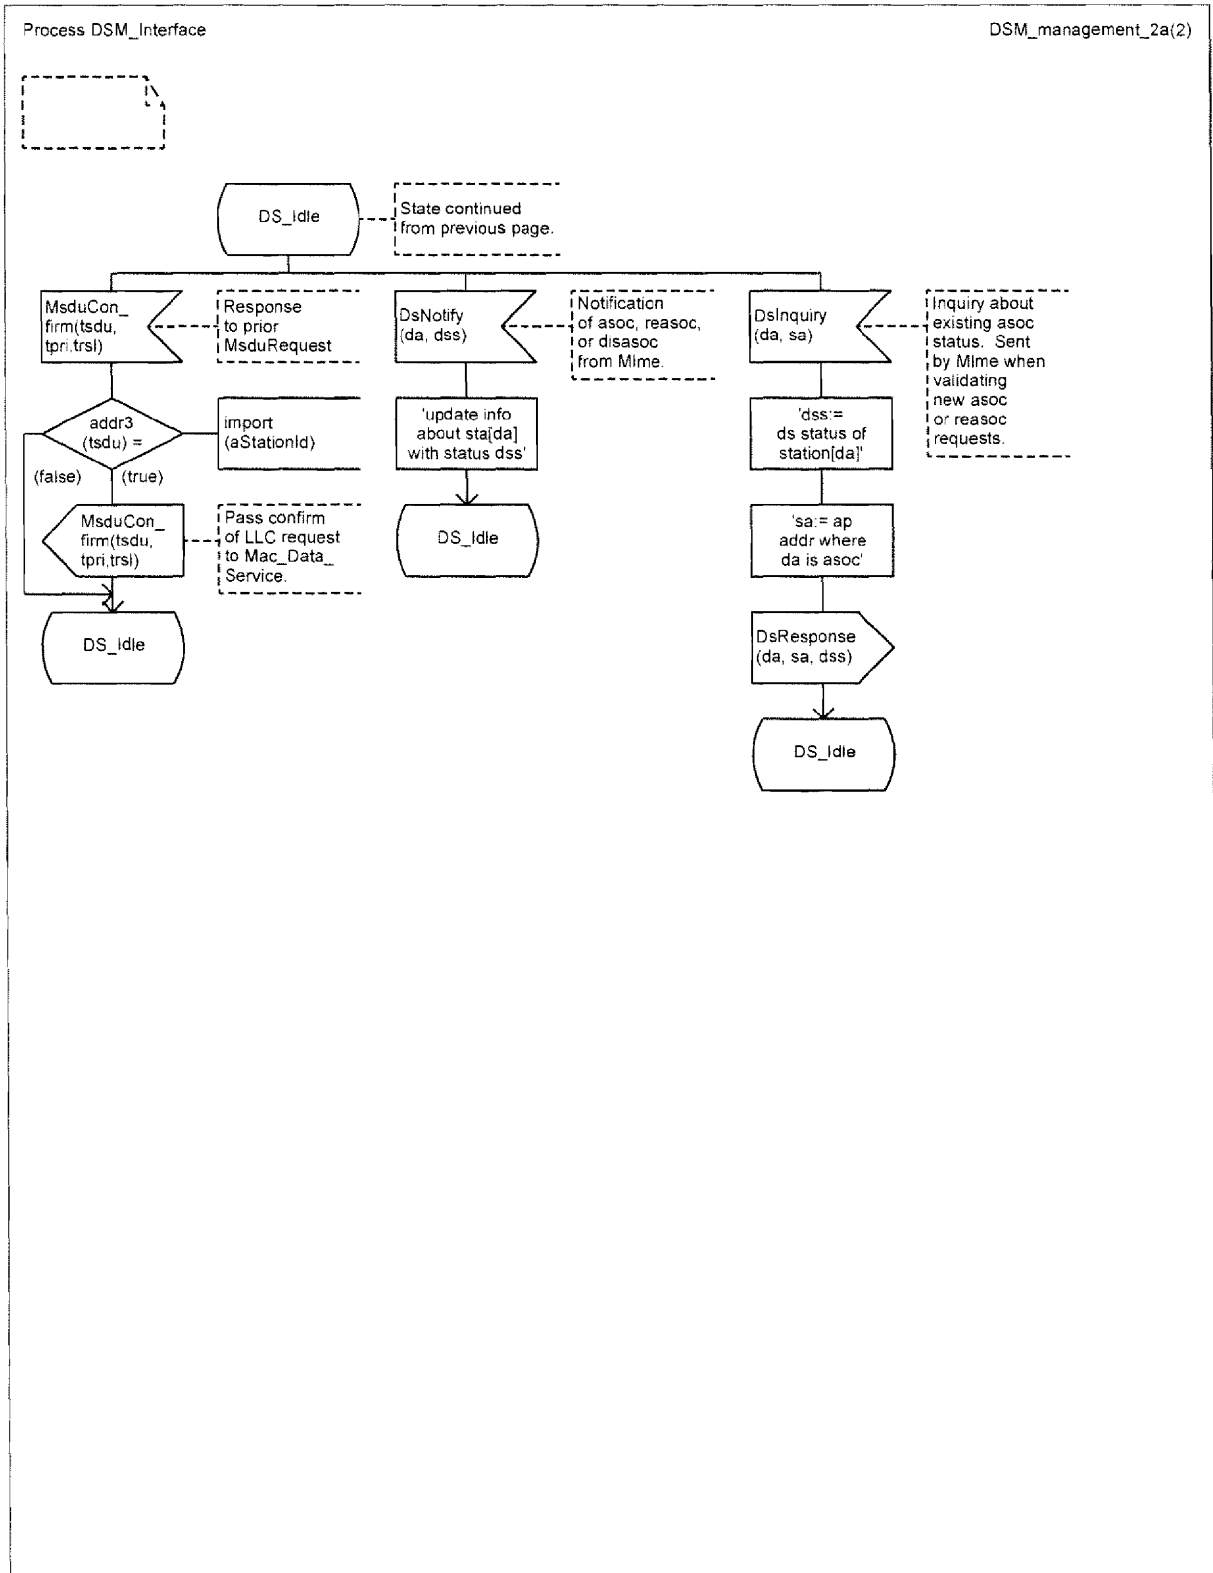 Process DSM_Interface
DSM_management_2a(2)
DS_Idle
State continued
from previous page.
MsduCon_
firm(tsdu,
tpri,trsl)
Response
to prior
MsduRequest
DsNotify
(da, dss)
Notification
of asoc, reasoc,
or disasoc
from Mlme.
DsInquiry
(da, sa)
Inquiry about
existing asoc
status. Sent
by Mlme when
validating
new asoc
or reasoc
requests.
addr3
(tsdu) =
import
(aStationId)
(false)
(true)
'update info
about sta[da]
with status dss'
'dss:=
ds status of
station[da]'
MsduCon_
firm(tsdu,
tpri,trsl)
Pass confirm
of LLC request
to Mac_Data_
Service.
DS_Idle
'sa:= ap
addr where
da is asoc'
DS_Idle
DsResponse
(da, sa, dss)
DS_Idle